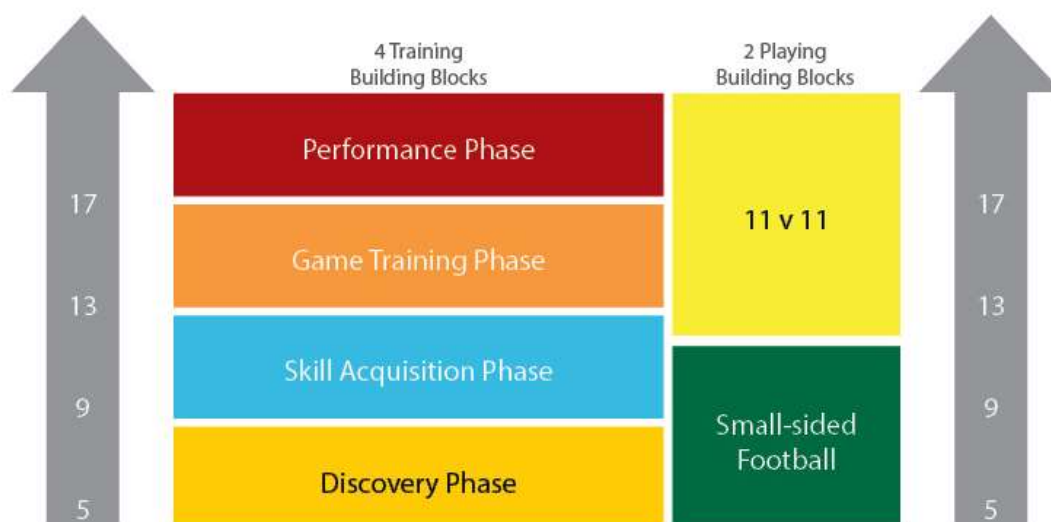 4 Training
Building Blocks
2 Playing
Building Blocks
Performance Phase
17
11 v 11
17
Game Training Phase
13
13
Skill Acquisition Phase
9
Small-sided
Football
9
Discovery Phase
5
5